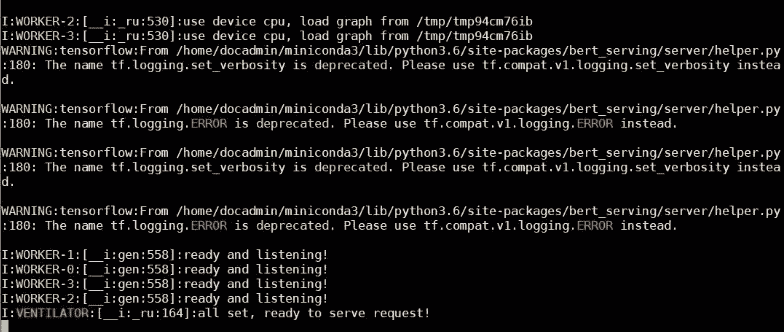 I:WORKER-2:[__i:_ru:530]:use device cpu, load graph from /tmp/tmp94cm76ib
I:WORKER-3:[__i:_ru:530]:use device cpu, load graph from /tmp/tmp94cm76ib
WARNING:tensorflow:From /home/docadmin/miniconda3/lib/python3.6/site-packages/bert_serving/server/helper.py
:180: The name tf.logging.set_verbosity is deprecated. Please use tf.compat.v1.logging.set_verbosity instea
d.
WARNING:tensorflow:From /home/docadmin/miniconda3/lib/python3.6/site-packages/bert_serving/server/helper.py
:180: The name tf.logging.ERROR is deprecated. Please use tf.compat.v1.logging.ERROR instead.
WARNING:tensorflow:From /home/docadmin/miniconda3/lib/python3.6/site-packages/bert_serving/server/helper.py
:180: The name tf.logging.set_verbosity is deprecated. Please use tf.compat.v1.logging.set_verbosity instea
d.
WARNING:tensorflow:From /home/docadmin/miniconda3/lib/python3.6/site-packages/bert_serving/server/helper.py
:180: The name tf.logging.ERROR is deprecated. Please use tf.compat.v1.logging.ERROR instead.
I:WORKER-1:[__i:gen:558]:ready and listening!
I:WORKER-0:[__i:gen:558]:ready and listening!
I:WORKER-3:[__i:gen:558]:ready and listening!
I:WORKER-2:[__i:gen:558]:ready and listening!
I:VENTILATOR:[__i:_ru:164]:all set, ready to serve request!